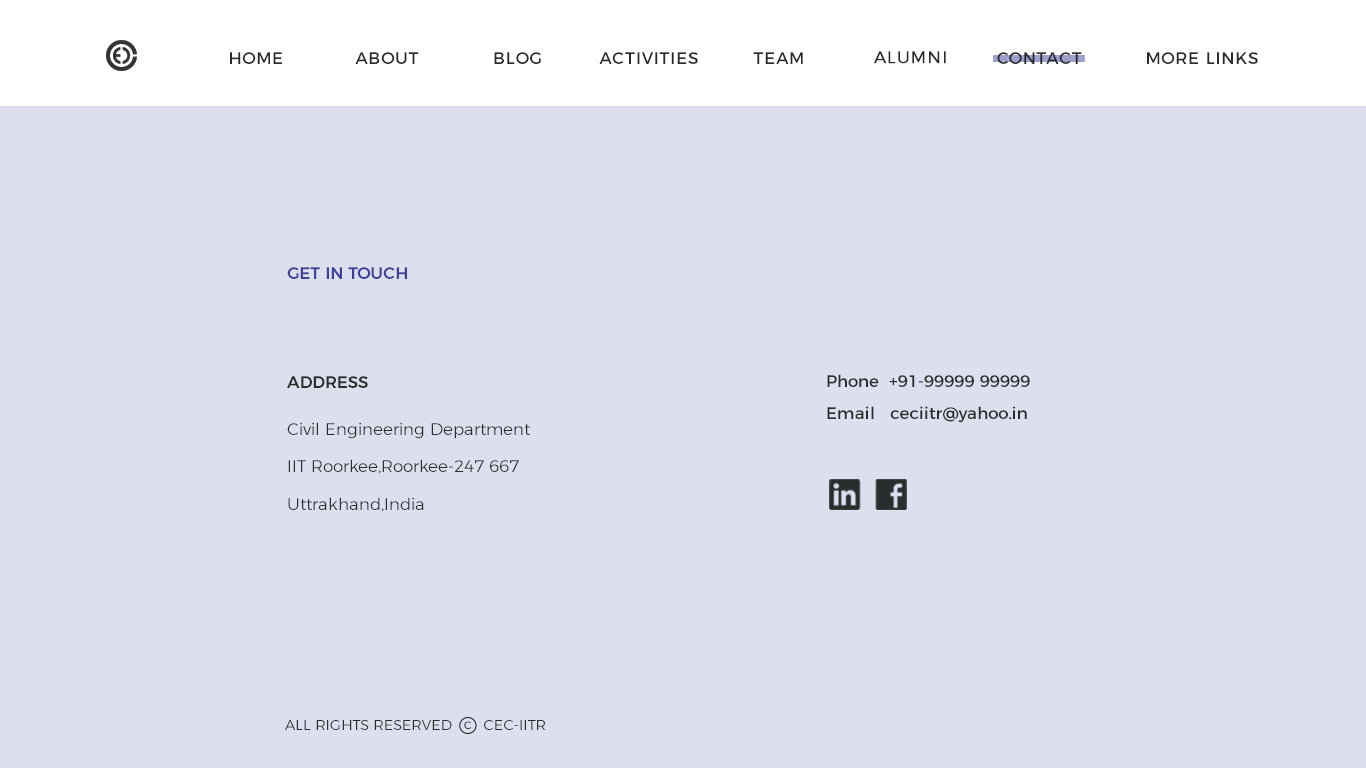 HOME ABOUT BLOG ACTIVITIES TEAM ALUMNI CONTACT MORE LINKS
GET IN TOUCH
ADDRESS
Civil Engineering Department
IIT Roorkee,Roorkee-247 667
Uttrakhand,India
Phone +91-99999 99999
Email ceciitr@yahoo.in
in f
ALL RIGHTS RESERVED © CEC-IITR